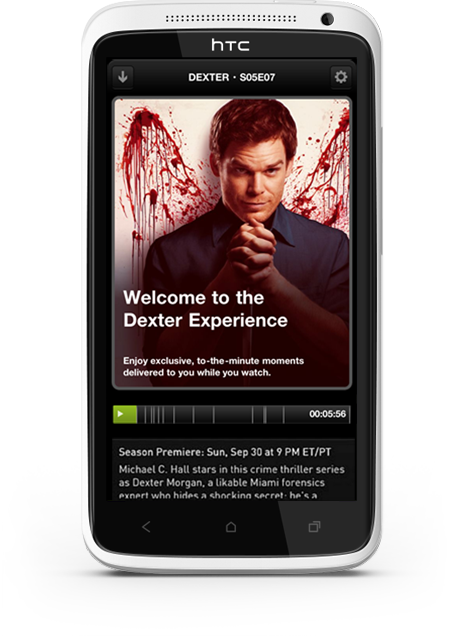 hTC
DEXTER · S05E07
Welcome to the
Dexter Experience
Enjoy exclusive, to-the-minute moments
delivered to you while you watch.
00:05:56
Season Premiere: Sun, Sep 30 at 9 PM ET/PT
Michael C. Hall stars in this crime thriller series
as Dexter Morgan, a likable Miami forensics
expert who hides a shocking secret: he's a